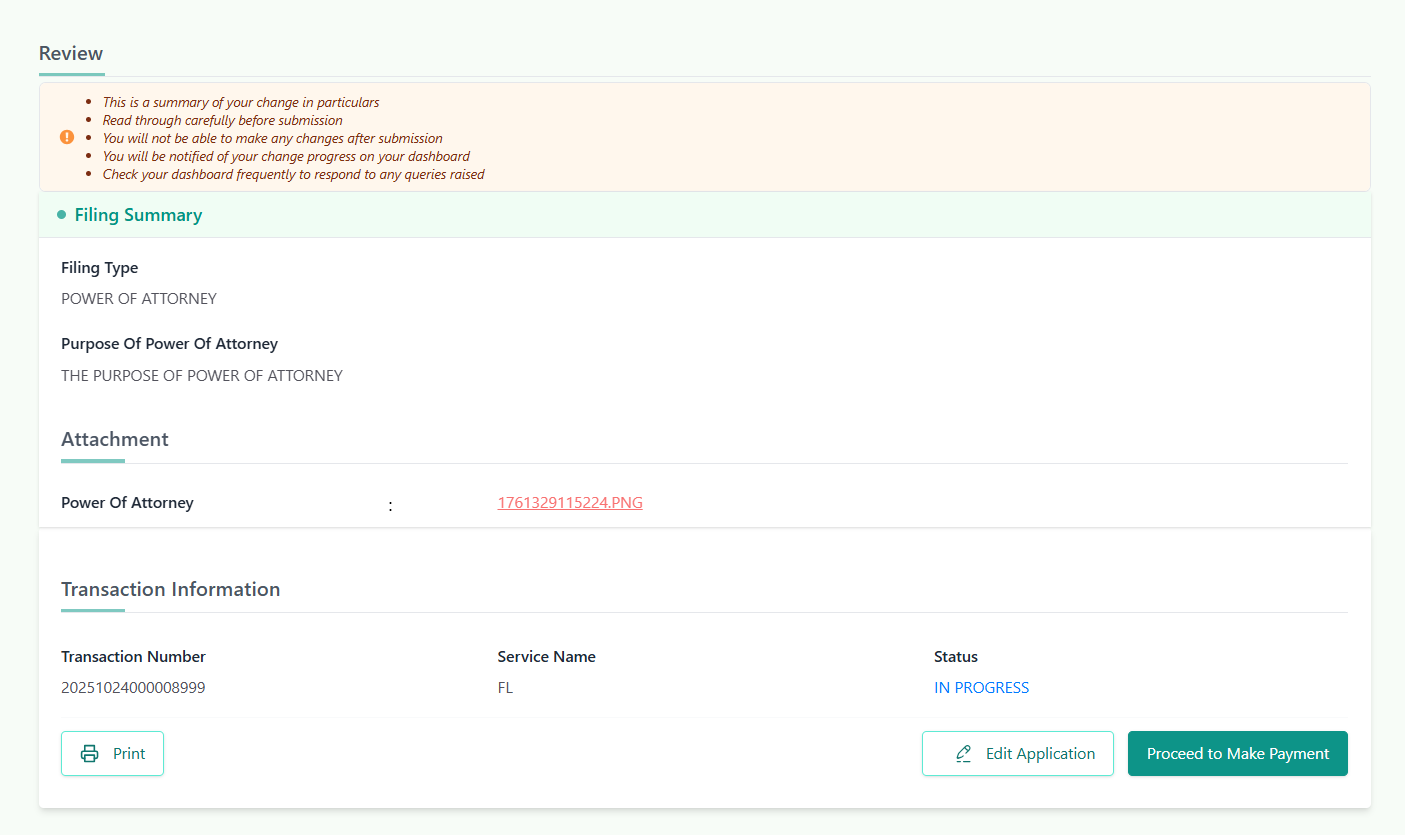 Review
This is a summary of your change in particulars
Read through carefully before submission
You will not be able to make any changes after submission
You will be notified of your change progress on your dashboard
Check your dashboard frequently to respond to any queries raised
Filing Summary
Filing Type
POWER OF ATTORNEY
Purpose Of Power Of Attorney
THE PURPOSE OF POWER OF ATTORNEY
Attachment
Power Of Attorney : 1761329115224.PNG
Transaction Information
Transaction Number Service Name Status
20251024000008999 FL IN PROGRESS
Print Edit Application Proceed to Make Payment